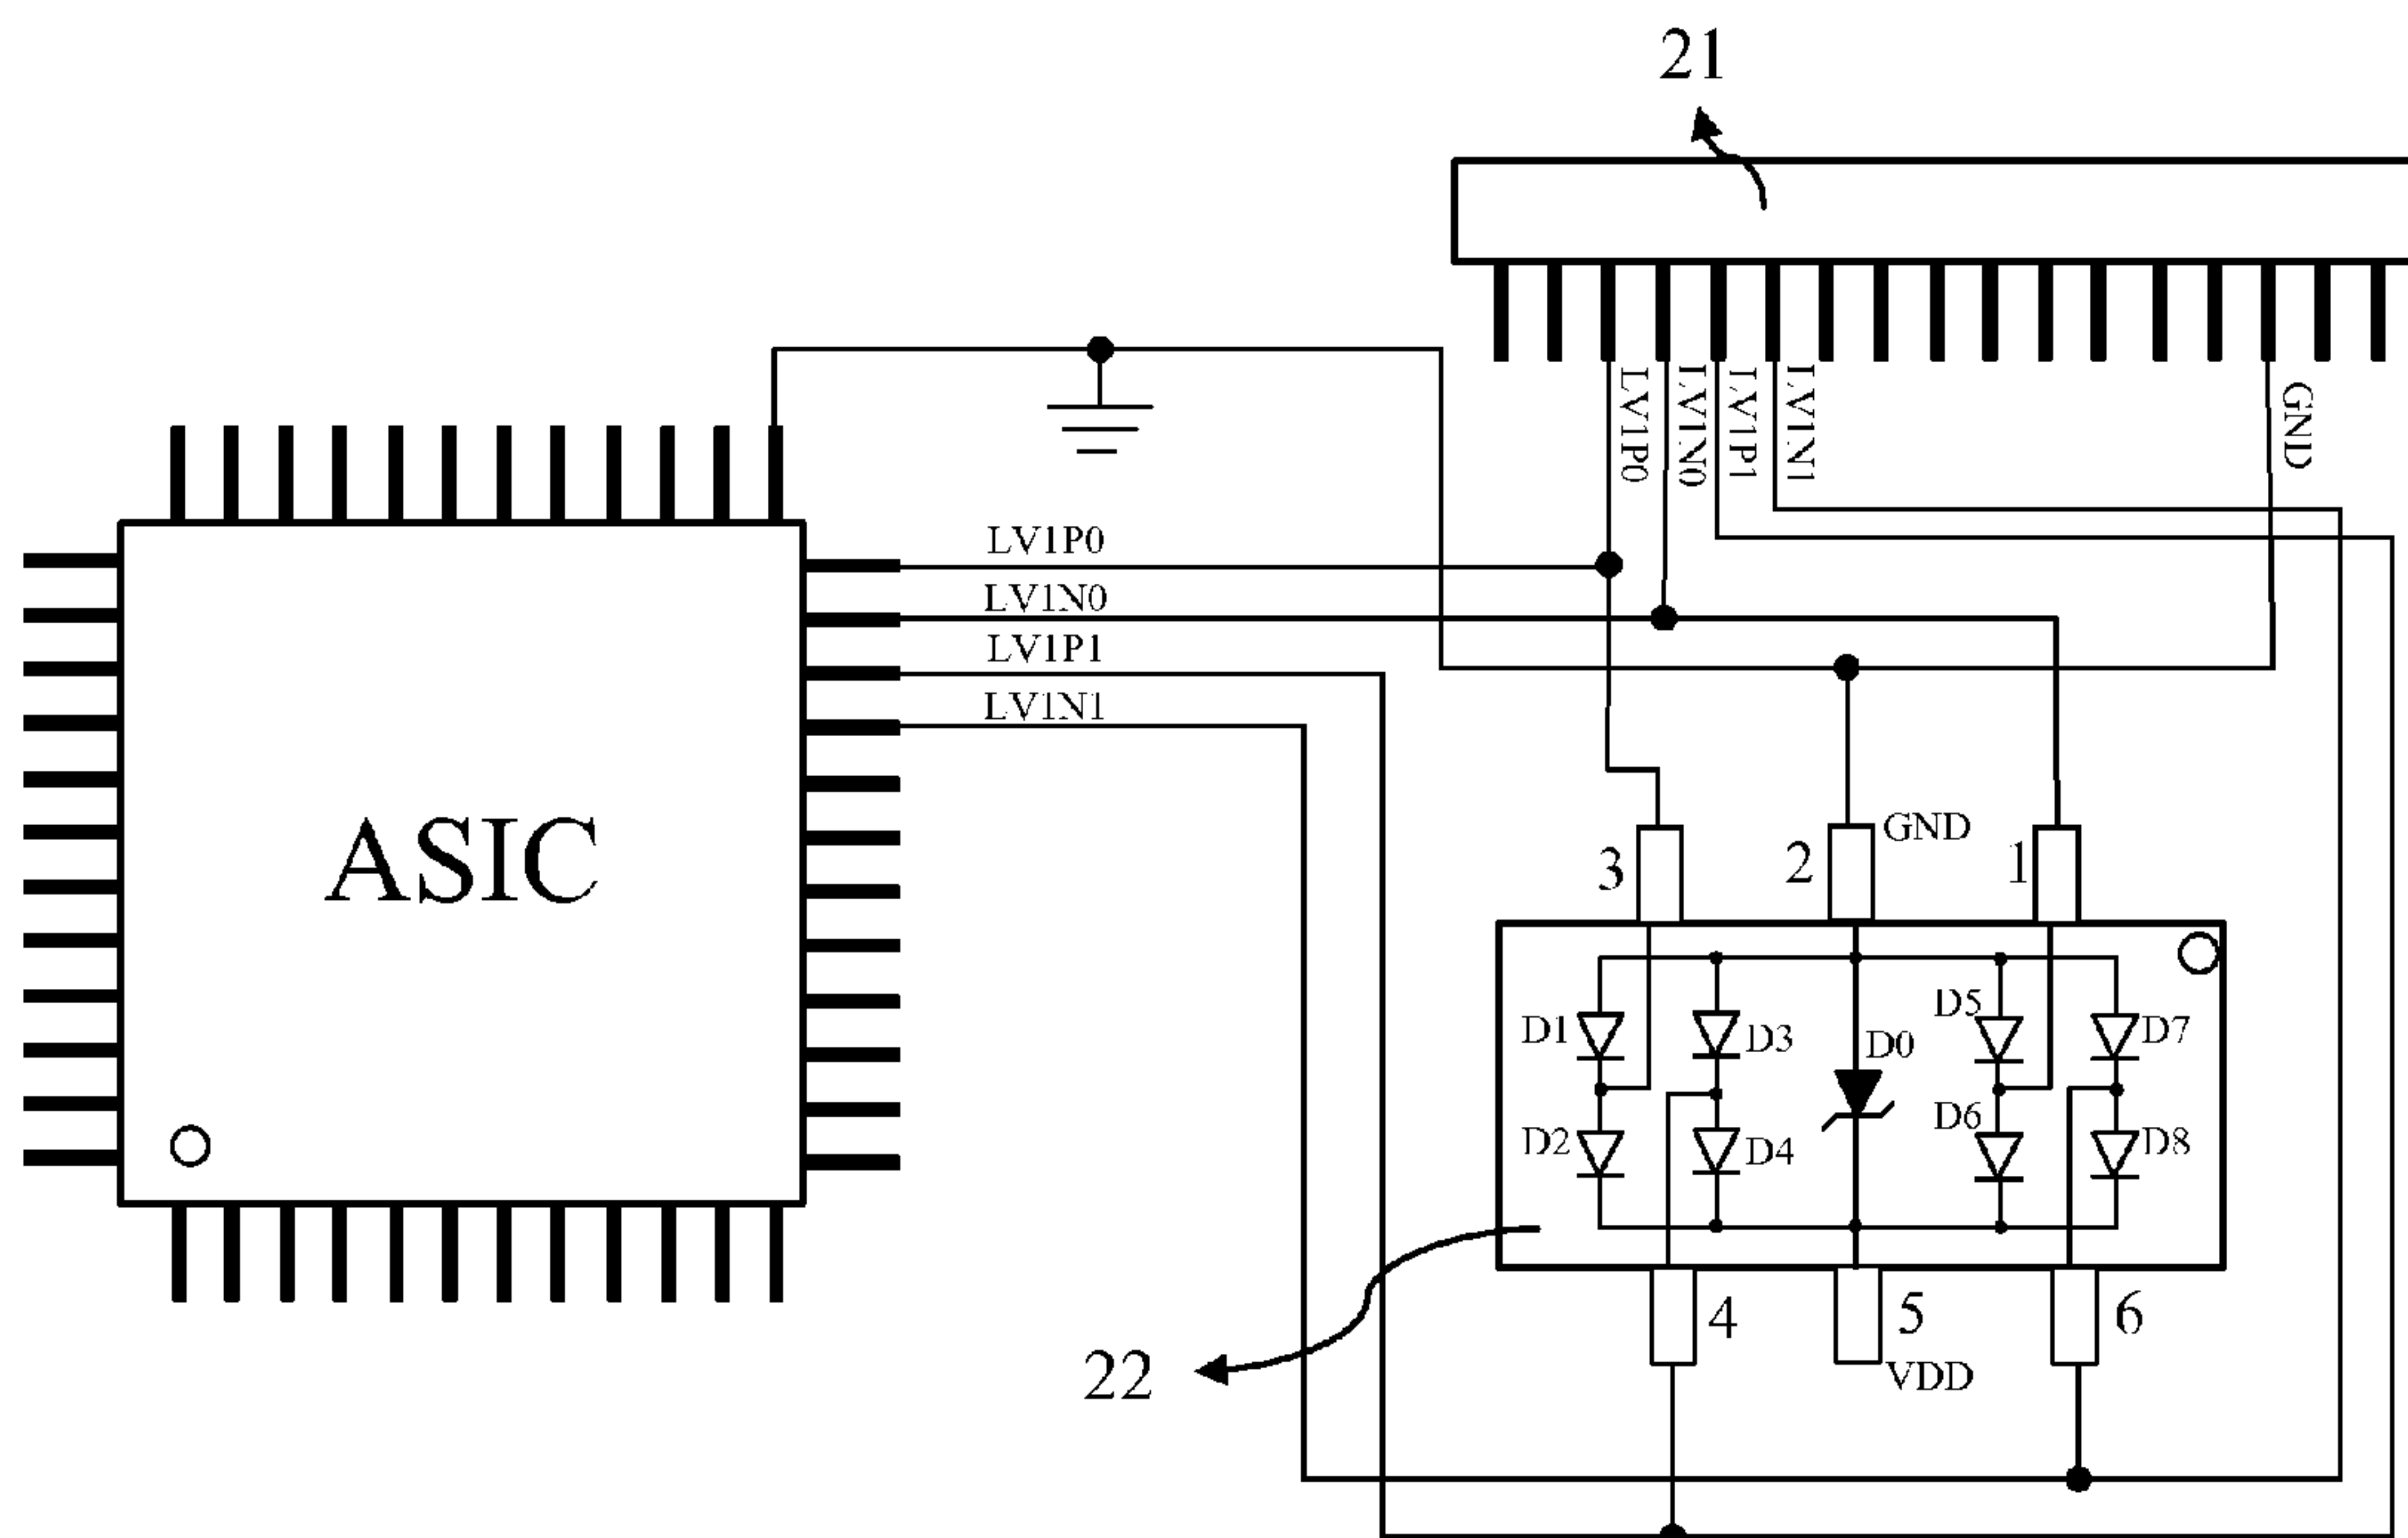 21
LV1P0
LV1N0
LV1P1
LV1N1
GND
LV1P0
LV1N0
LV1P1
LV1N1
ASIC
3
2
GND
1
D1
D3
D0
D5
D7
D2
D4
D6
D8
4
5
6
VDD
22